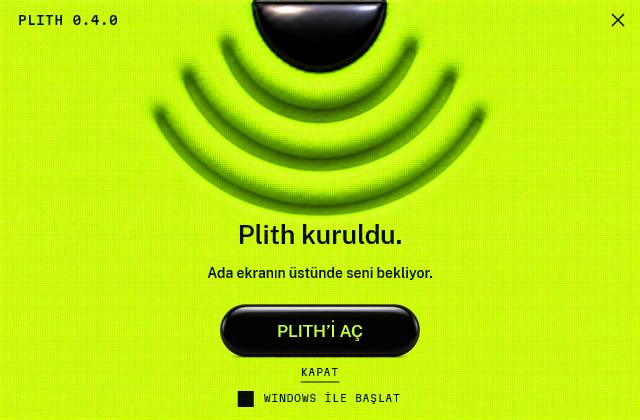 PLITH 0.4.0
Plith kuruldu.
Ada ekranın üstünde seni bekliyor.
PLITH’İ AÇ
KAPAT
WINDOWS İLE BAŞLAT